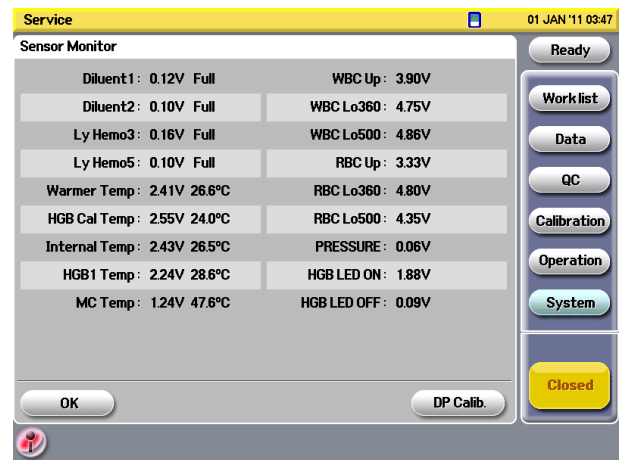 Service
01 JAN '11 03:47
Sensor Monitor
Ready
Diluent1 : 0.12V Full
WBC Up : 3.90V
Diluent2 : 0.10V Full
WBC Lo360 : 4.75V
Ly Hemo3 : 0.16V Full
WBC Lo500 : 4.86V
Ly Hemo5 : 0.10V Full
RBC Up : 3.33V
Warmer Temp : 2.41V 26.6ºC
RBC Lo360 : 4.80V
HGB Cal Temp : 2.55V 24.0ºC
RBC Lo500 : 4.35V
Internal Temp : 2.43V 26.5ºC
PRESSURE : 0.06V
HGB1 Temp : 2.24V 28.6ºC
HGB LED ON : 1.88V
MC Temp : 1.24V 47.6ºC
HGB LED OFF : 0.09V
Work list
Data
QC
Calibration
Operation
System
Closed
OK
DP Calib.